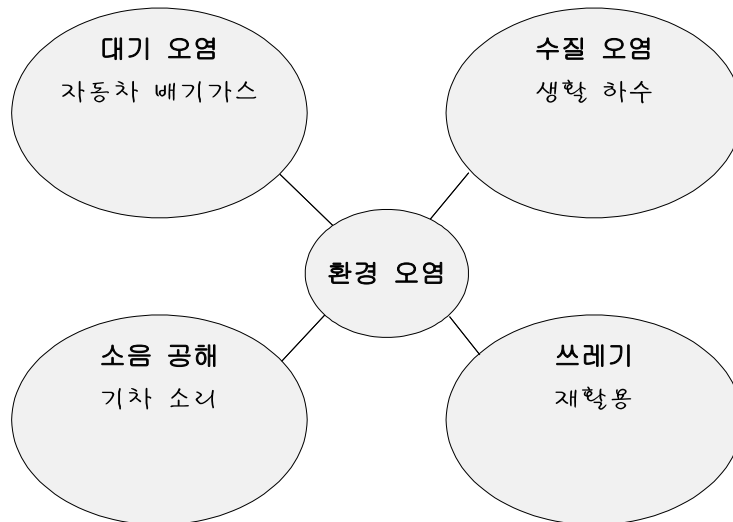 대기 오염
자동차 배기가스
수질 오염
생활 하수
환경 오염
소음 공해
기차 소리
쓰레기
재활용